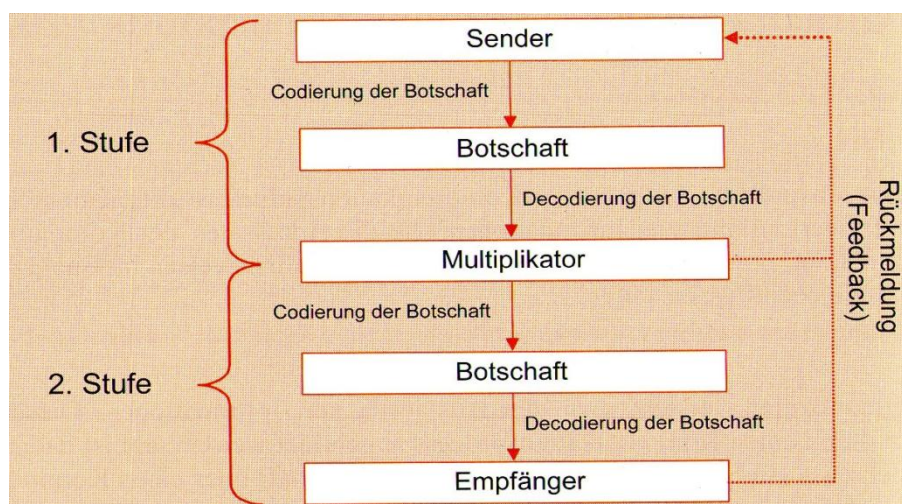 Sender
Codierung der Botschaft
1. Stufe
Botschaft
Decodierung der Botschaft
Multiplikator
Codierung der Botschaft
2. Stufe
Botschaft
Decodierung der Botschaft
Empfänger
Rückmeldung
(Feedback)